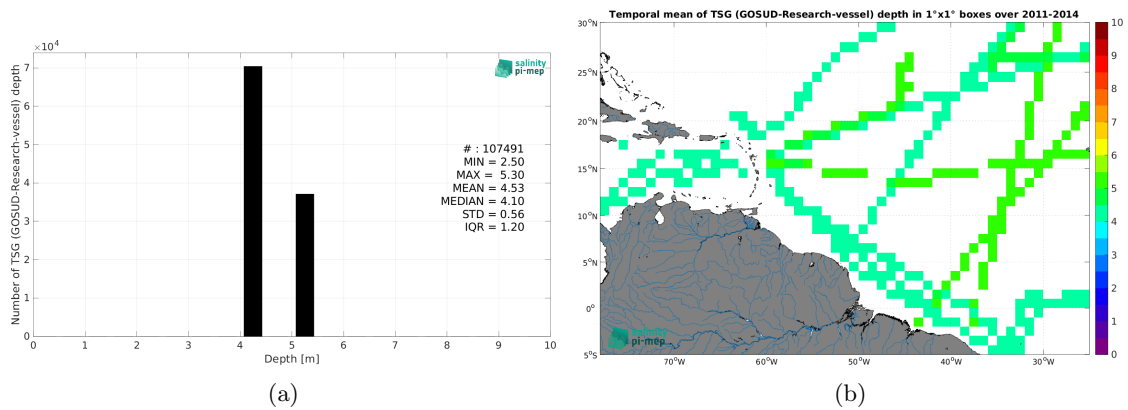 ×10⁴
7
6
5
4
3
2
1
0
Number of TSG (GOSUD-Research-vessel) depth
salinity
pi-mep
# : 107491
MIN = 2.50
MAX = 5.30
MEAN = 4.53
MEDIAN = 4.10
STD = 0.56
IQR = 1.20
0 1 2 3 4 5 6 7 8 9 10
Depth [m]
(a)
Temporal mean of TSG (GOSUD-Research-vessel) depth in 1°x1° boxes over 2011-2014
30°N
25°N
20°N
15°N
10°N
5°N
0°
5°S
salinity
pi-mep
70°W 60°W 50°W 40°W 30°W
10
9
8
7
6
5
4
3
2
1
0
(b)